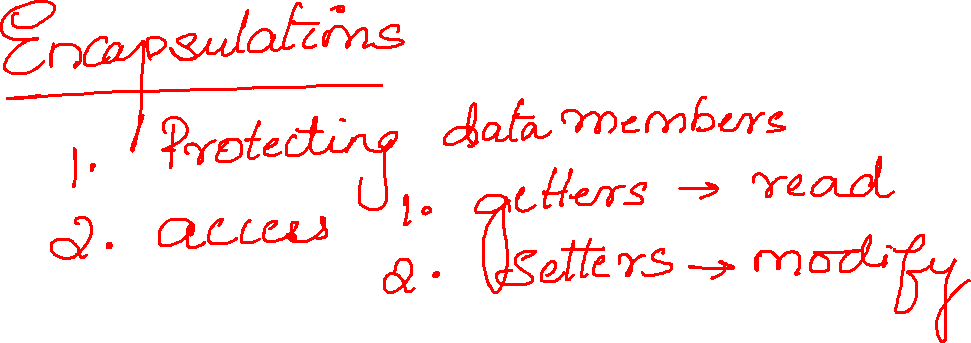 Encapsulations
1. Protecting data members
2. access 1. getters → read
2. setters → modify